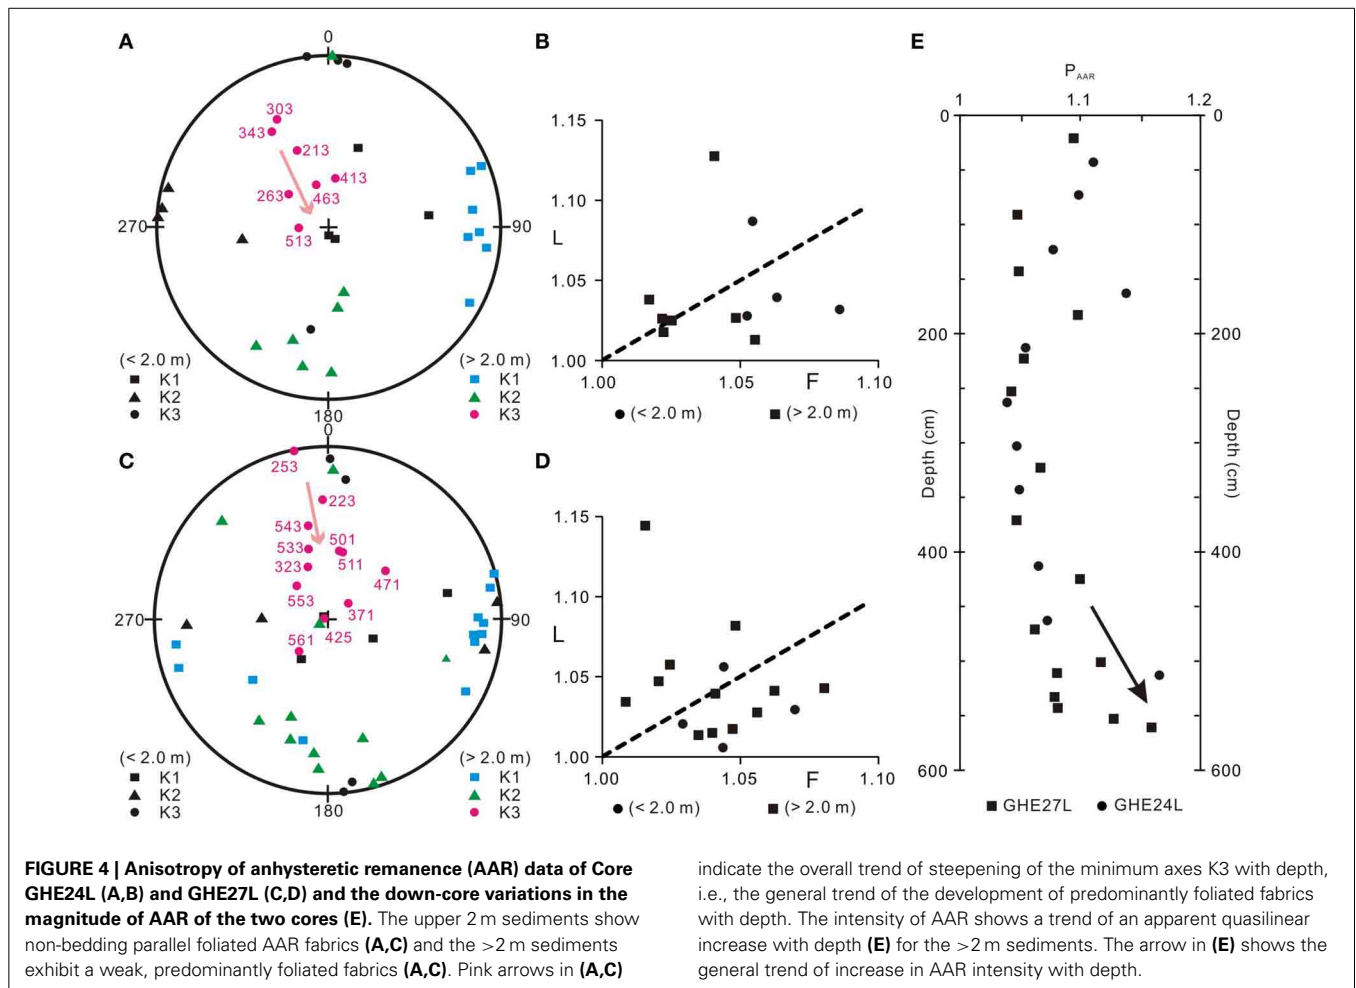 A
0
303
343
213
413
263
463
513
270
90
(< 2.0 m)
K1
K2
K3
(> 2.0 m)
K1
K2
K3
180
B
1.15
1.10
L
1.05
1.00
1.00
1.05
F
1.10
(< 2.0 m)
(> 2.0 m)
C
0
253
223
543
501
533
511
323
471
553
371
425
561
270
90
(< 2.0 m)
K1
K2
K3
(> 2.0 m)
K1
K2
K3
180
D
1.15
1.10
L
1.05
1.00
1.00
1.05
F
1.10
(< 2.0 m)
(> 2.0 m)
E
PAAR
1
1.1
1.2
0
0
200
200
Depth (cm)
Depth (cm)
400
400
600
600
GHE27L
GHE24L
FIGURE 4 | Anisotropy of anhysteretic remanence (AAR) data of Core
GHE24L (A,B) and GHE27L (C,D) and the down-core variations in the
magnitude of AAR of the two cores (E). The upper 2 m sediments show
non-bedding parallel foliated AAR fabrics (A,C) and the >2 m sediments
exhibit a weak, predominantly foliated fabrics (A,C). Pink arrows in (A,C)
indicate the overall trend of steepening of the minimum axes K3 with depth,
i.e., the general trend of the development of predominantly foliated fabrics
with depth. The intensity of AAR shows a trend of an apparent quasilinear
increase with depth (E) for the >2 m sediments. The arrow in (E) shows the
general trend of increase in AAR intensity with depth.